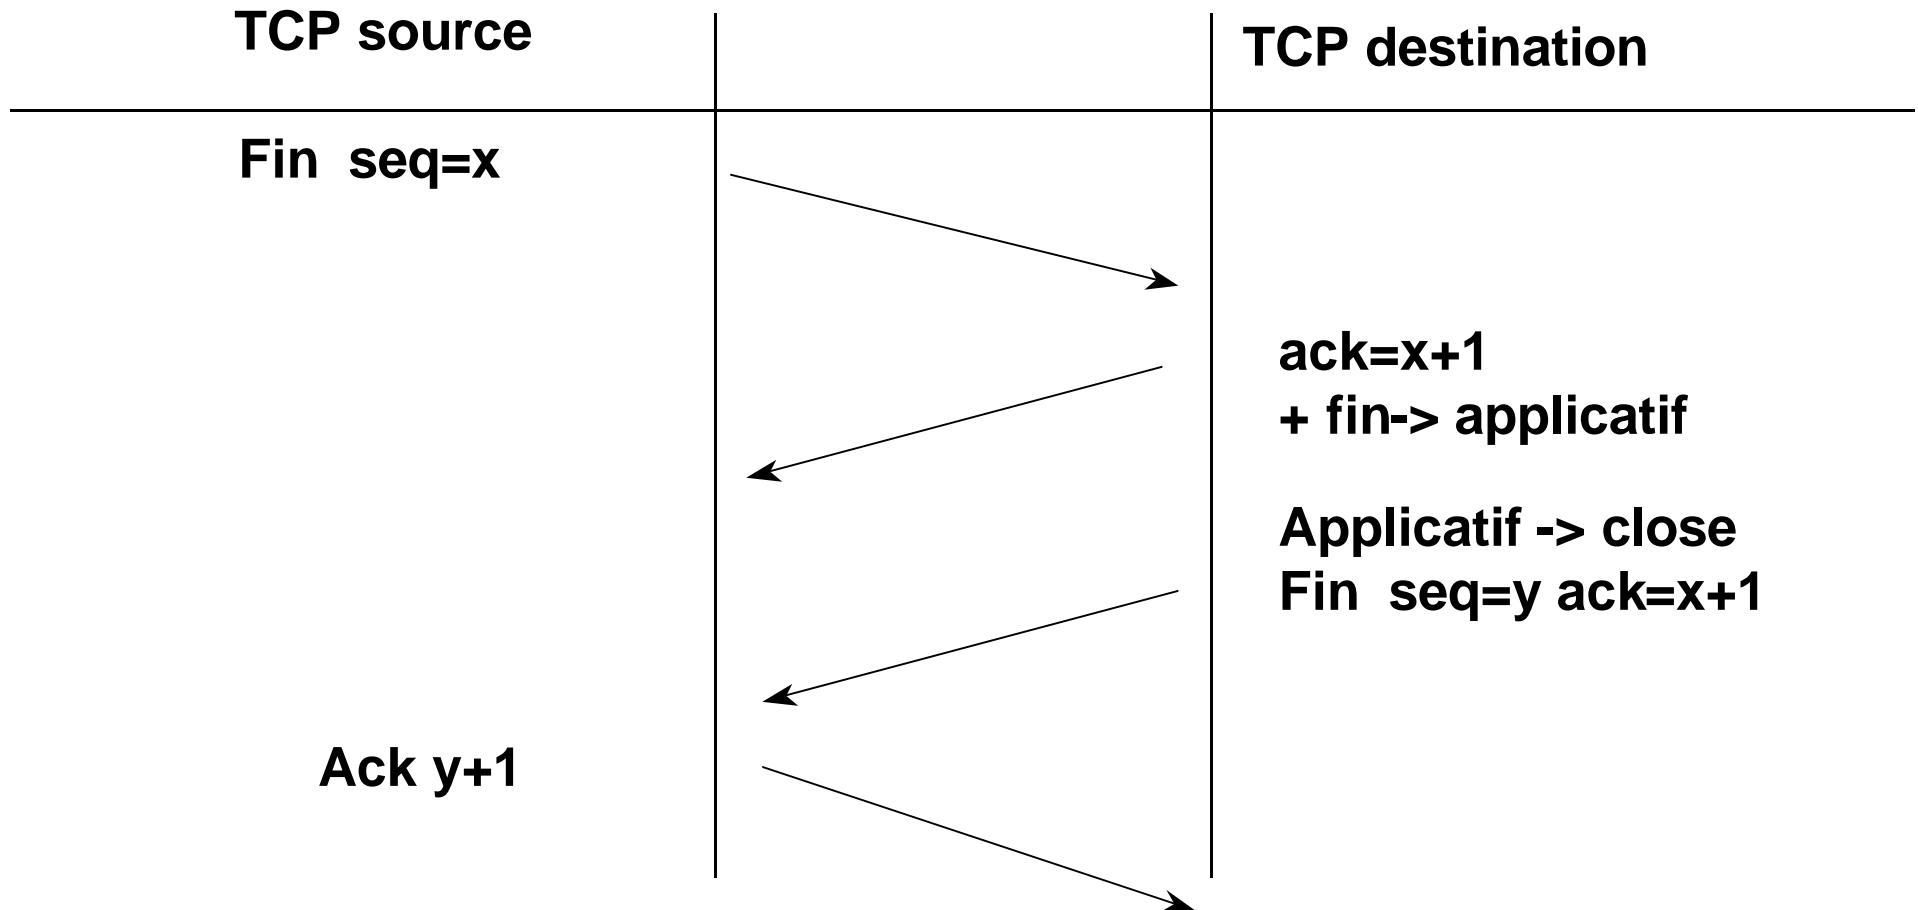 TCP source
TCP destination
Fin seq=x
ack=x+1
+ fin-> applicatif
Applicatif -> close
Fin seq=y ack=x+1
Ack y+1